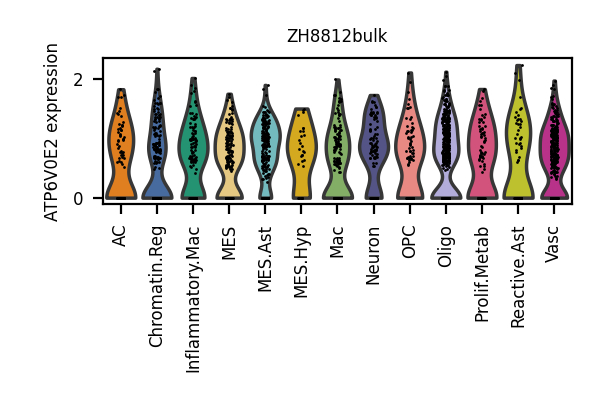 ZH8812bulk
ATP6V0E2 expression
2
0
AC
Chromatin.Reg
Inflammatory.Mac
MES
MES.Ast
MES.Hyp
Mac
Neuron
OPC
Oligo
Prolif.Metab
Reactive.Ast
Vasc